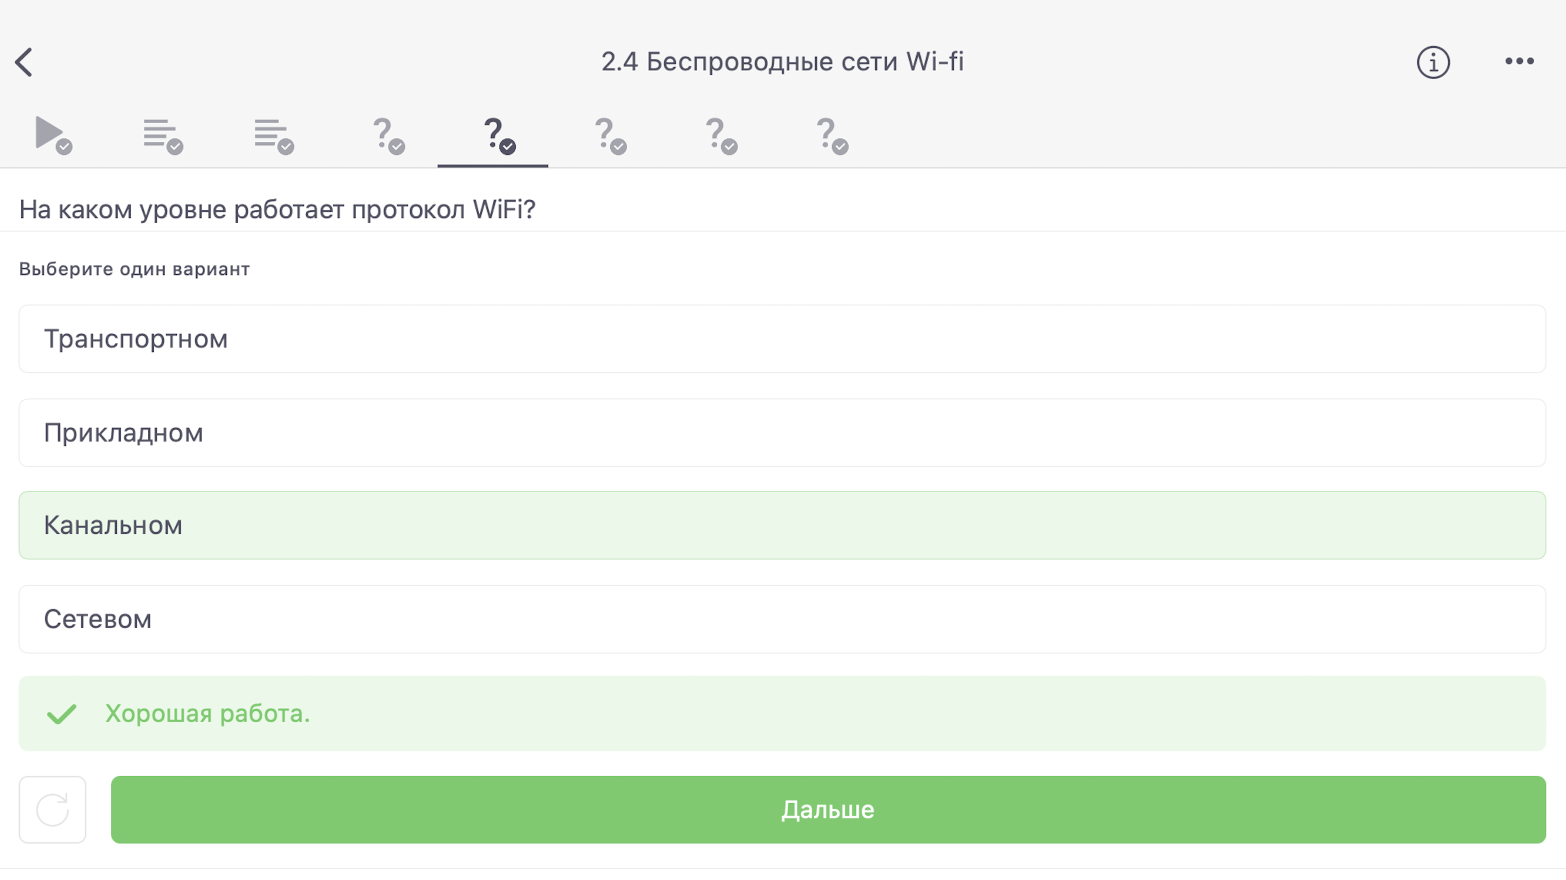 2.4 Беспроводные сети Wi-fi
На каком уровне работает протокол WiFi?
Выберите один вариант
Транспортном
Прикладном
Канальном
Сетевом
Хорошая работа.
Дальше